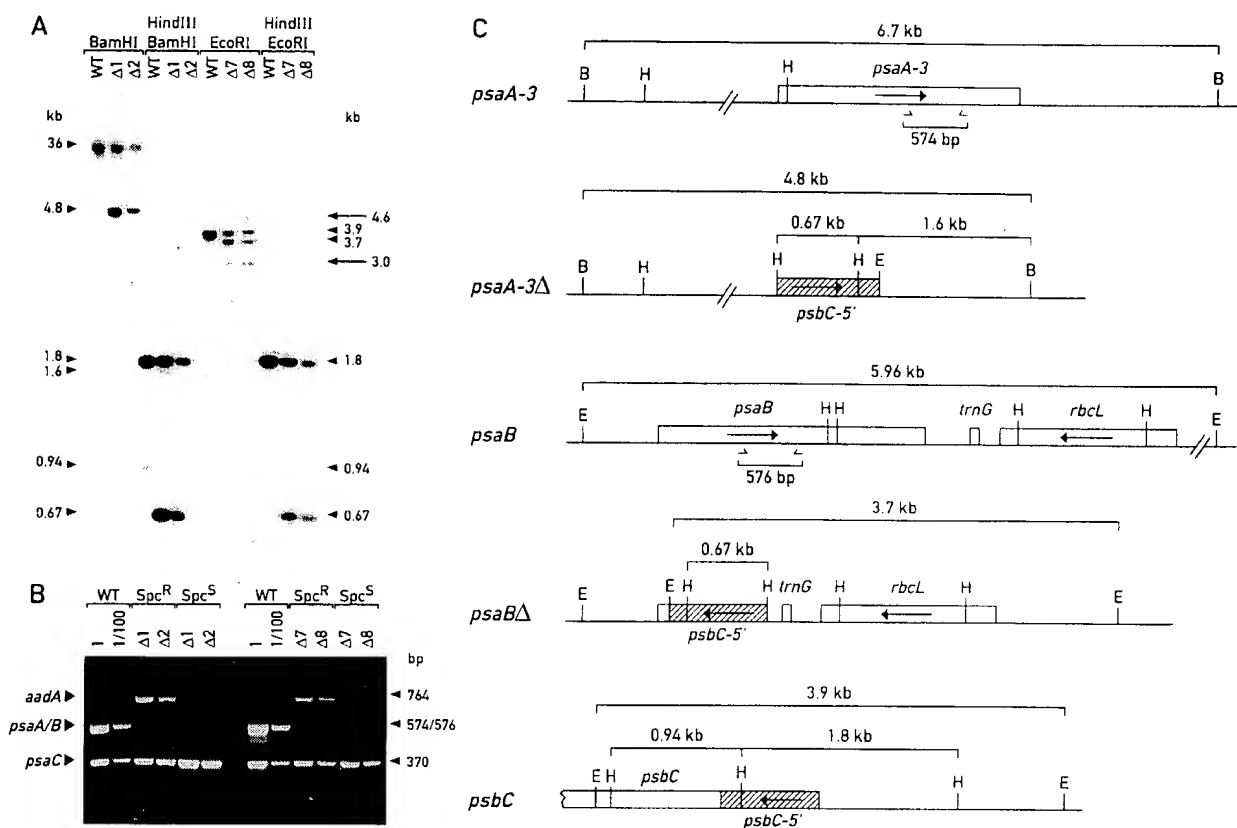 A
BamHI
HindIII
BamHI
EcoRI
HindIII
EcoRI
WT Δ1 Δ2 WT Δ1 Δ2 WT Δ7 Δ8 WT Δ7 Δ8
kb
36
4.8
1.8
1.6
0.94
0.67
kb
4.6
3.9
3.7
3.0
1.8
0.94
0.67
B
WT SpcR SpcS WT SpcR SpcS
1 1/100 Δ1 Δ2 Δ1 Δ2 1 1/100 Δ7 Δ8 Δ7 Δ8
bp
aadA 764
psaA/B 574/576
psaC 370
C
6.7 kb
B H H psaA-3 B
psaA-3
574 bp
4.8 kb
0.67 kb 1.6 kb
B H H H E B
psaA-3Δ
psbC-5'
5.96 kb
E psaB H H trnG H rbcL H E
psaB
576 bp
3.7 kb
0.67 kb
E E H H trnG H rbcL H E
psaBΔ
psbC-5'
3.9 kb
0.94 kb 1.8 kb
E H psbC H H E
psbC
psbC-5'